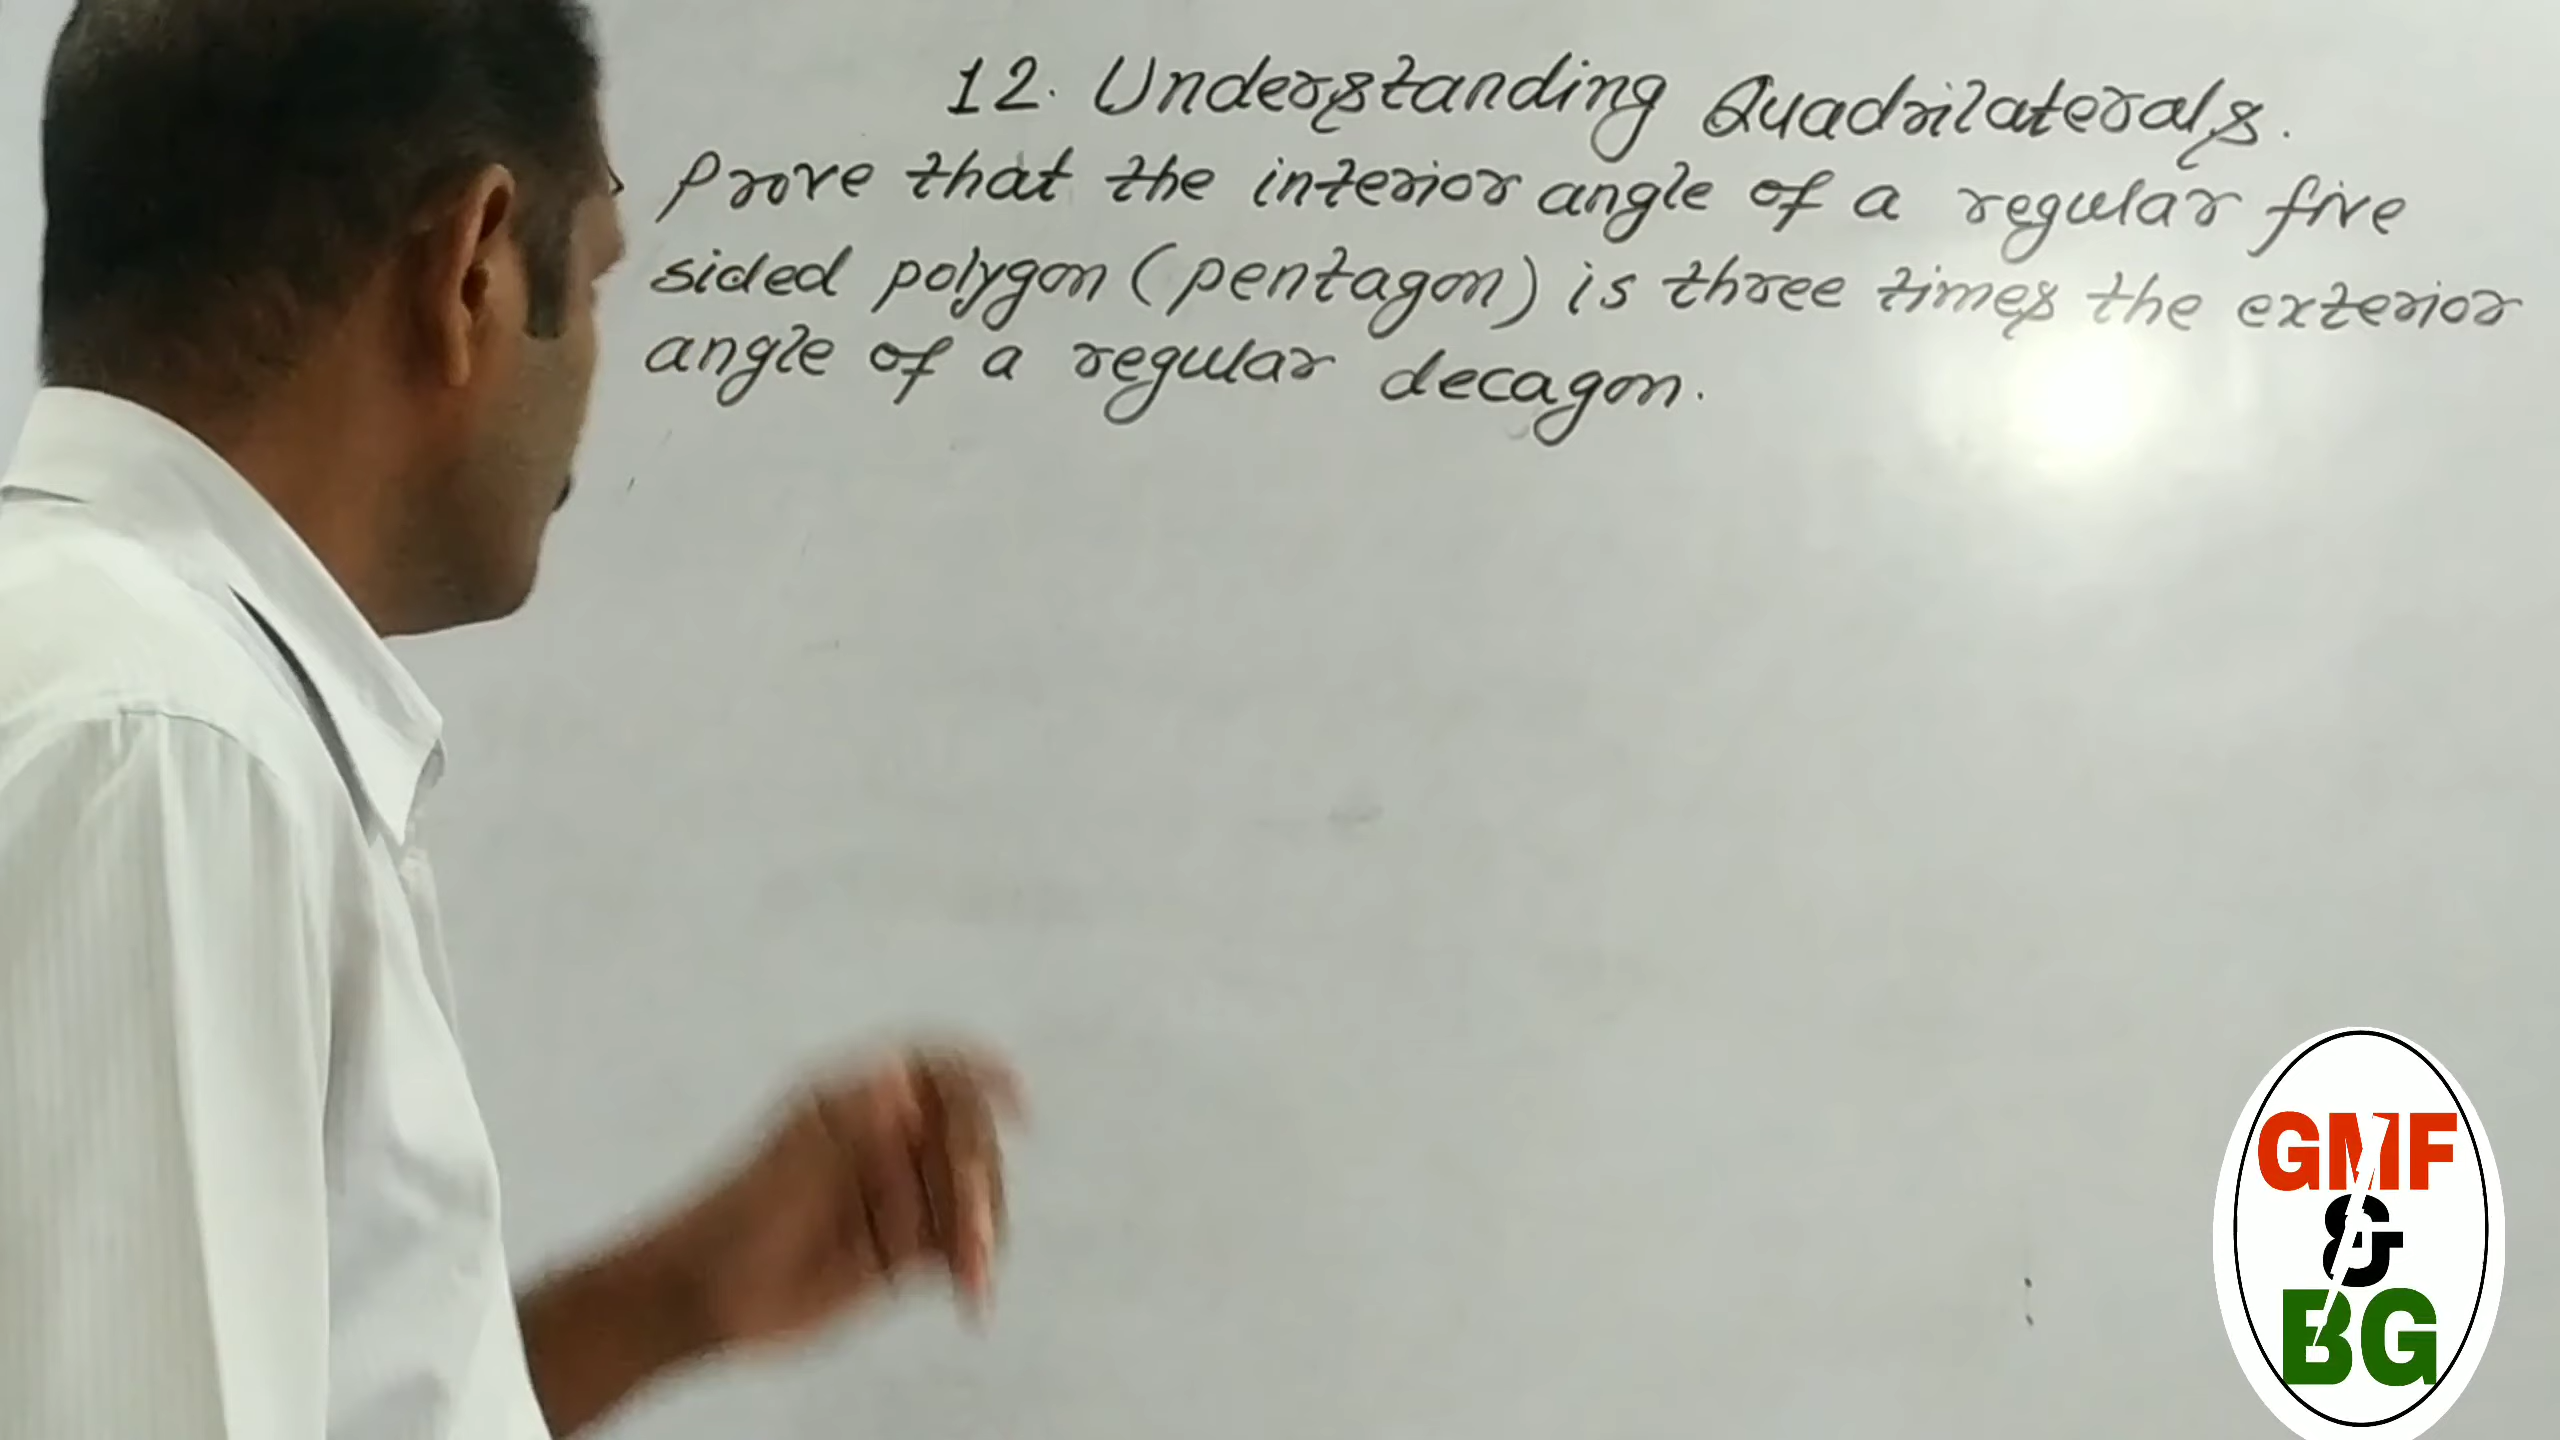 12. Understanding Quadrilaterals.
Prove that the interior angle of a regular five
sided polygon (pentagon) is three times the exterior
angle of a regular decagon.
GMF
&
BG